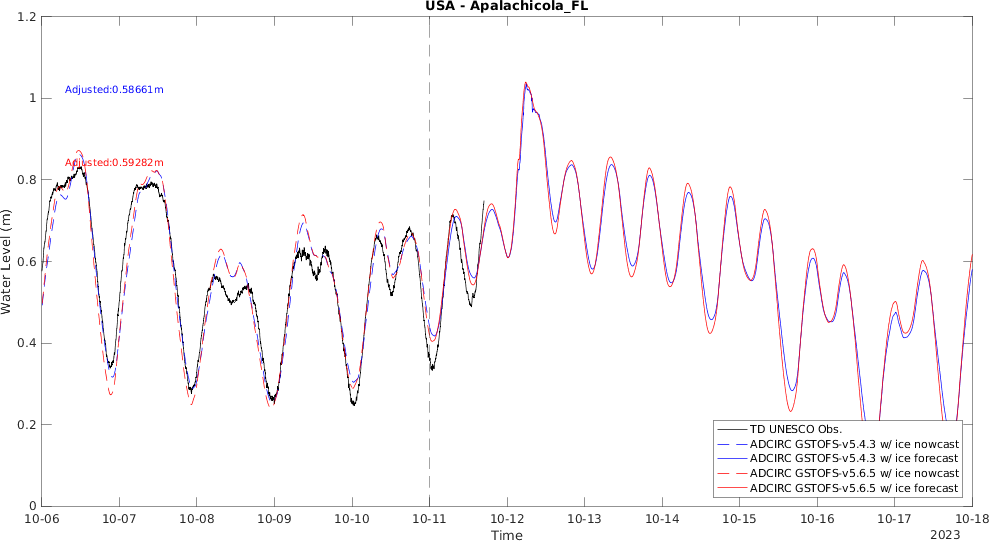 USA - Apalachicola_FL
1.2
1
0.8
0.6
0.4
0.2
0
Water Level (m)
Adjusted:0.58661m
Adjusted:0.59282m
TD UNESCO Obs.
ADCIRC GSTOFS-v5.4.3 w/ ice nowcast
ADCIRC GSTOFS-v5.4.3 w/ ice forecast
ADCIRC GSTOFS-v5.6.5 w/ ice nowcast
ADCIRC GSTOFS-v5.6.5 w/ ice forecast
10-06 10-07 10-08 10-09 10-10 10-11 10-12 10-13 10-14 10-15 10-16 10-17 10-18
Time
2023